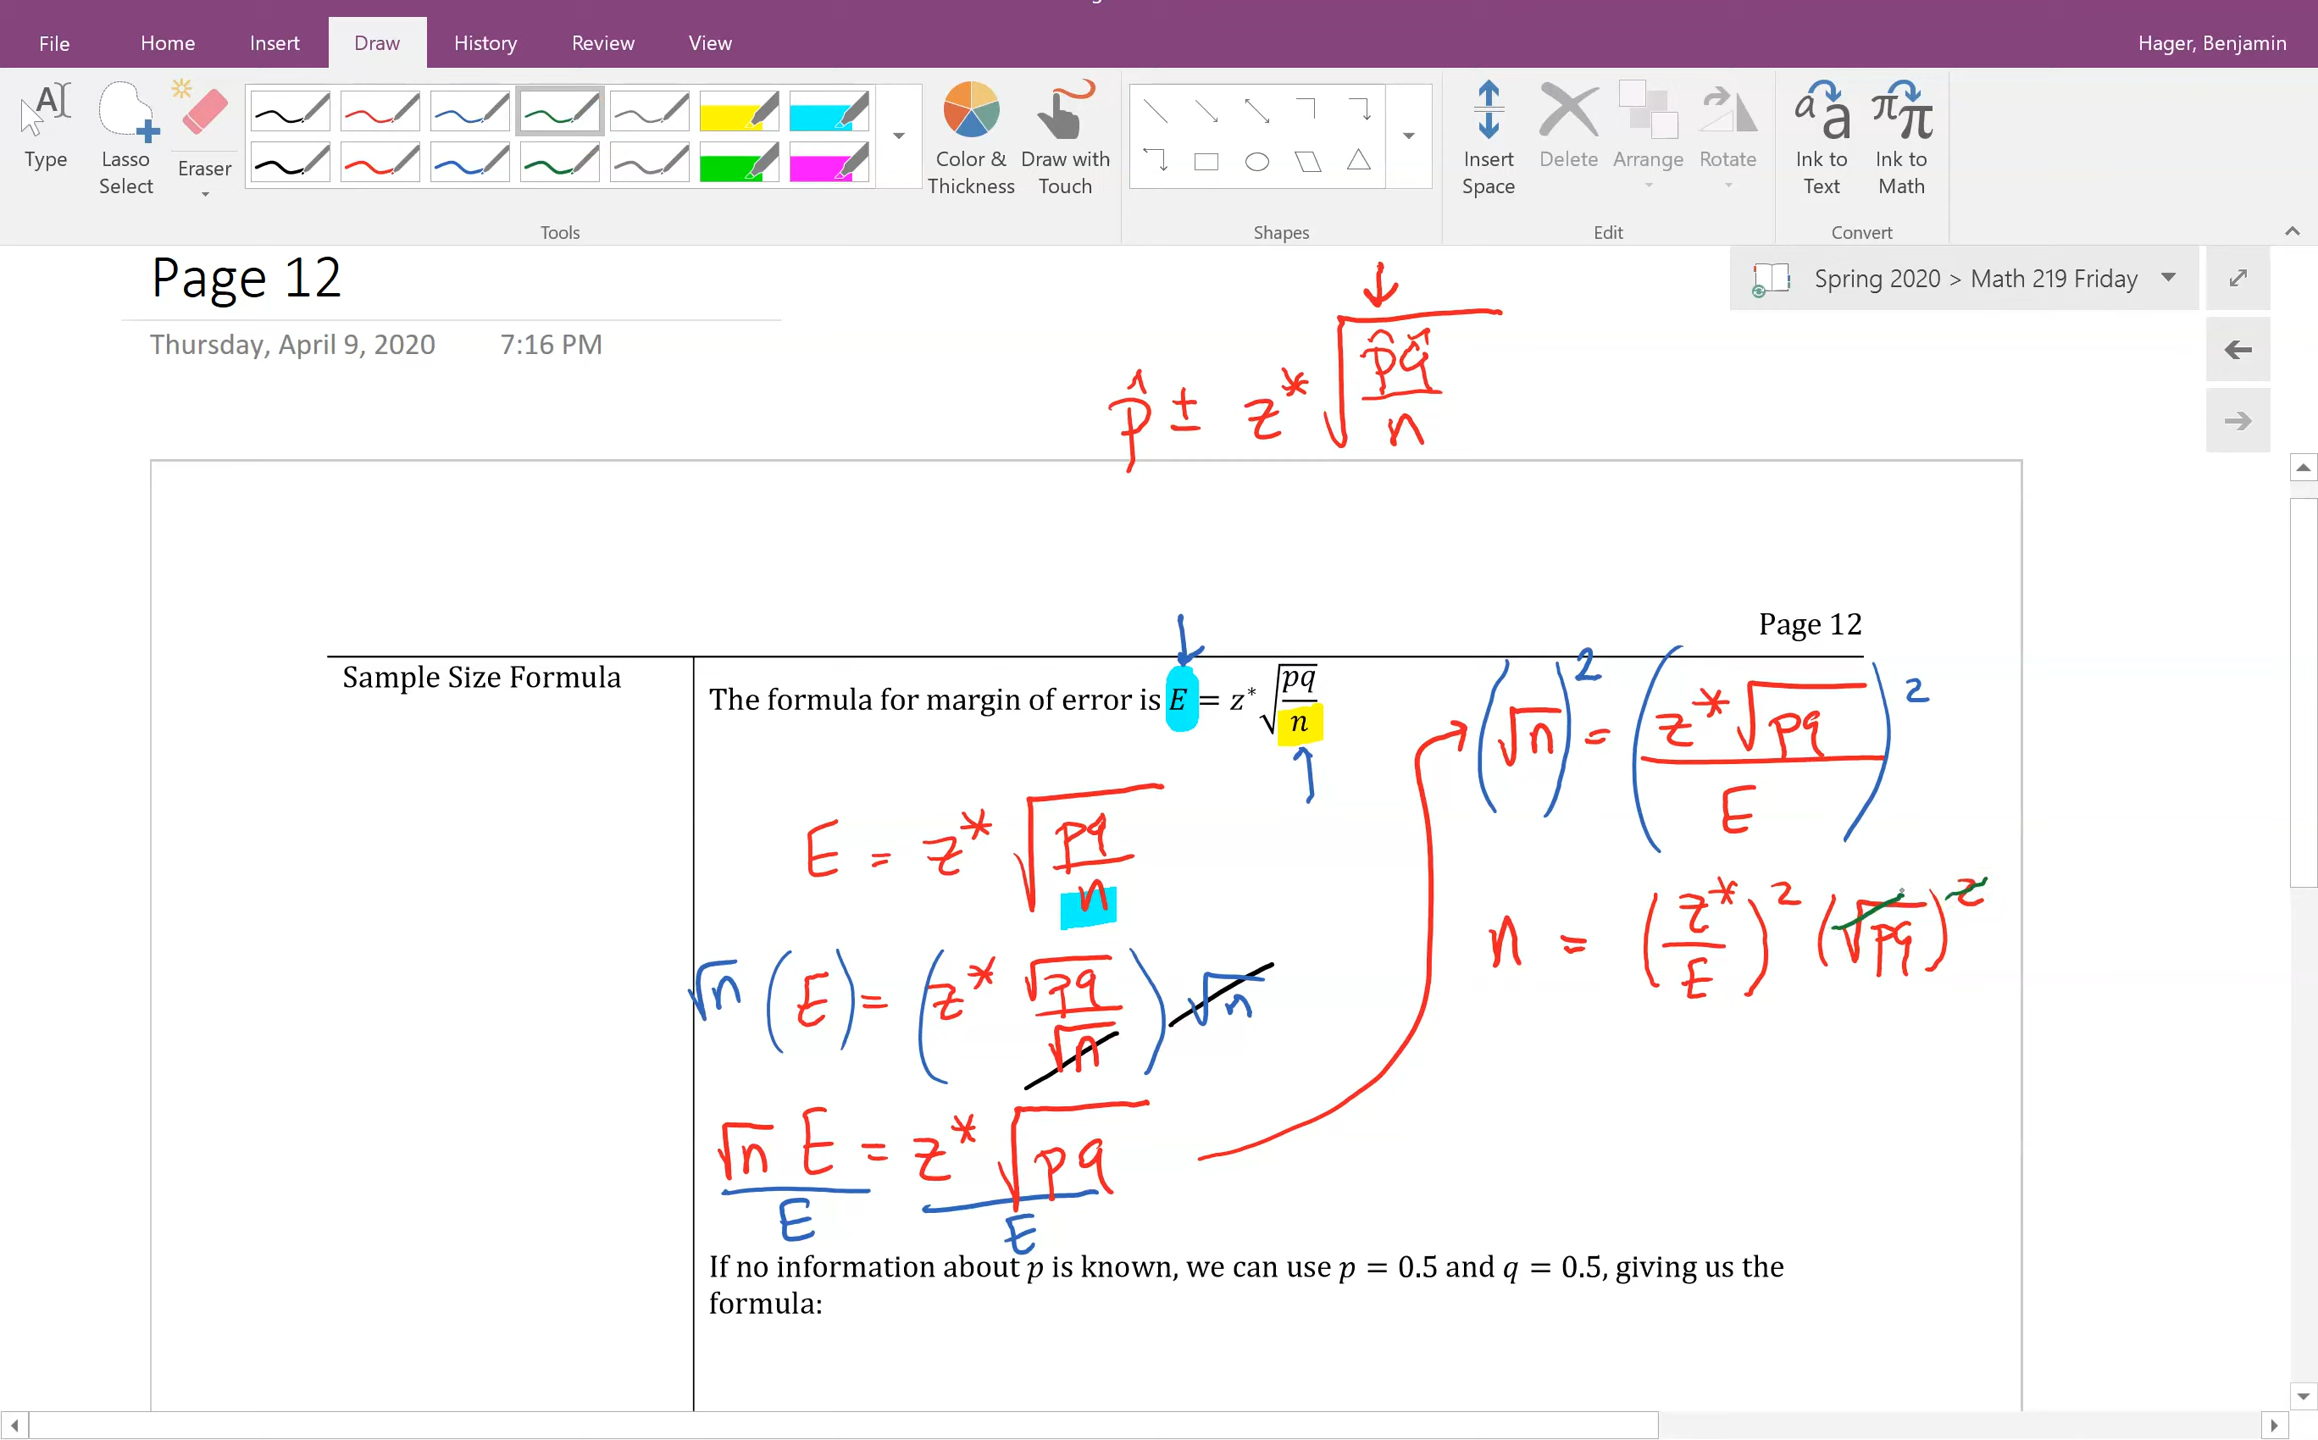 File Home Insert Draw History Review View Hager, Benjamin
Type Lasso Select Eraser Color & Thickness Draw with Touch Insert Space Delete Arrange Rotate Ink to Text Ink to Math
Tools Shapes Edit Convert
Page 12
Spring 2020 > Math 219 Friday
Thursday, April 9, 2020 7:16 PM
p̂ ± z* √(p̂q̂/n)
Page 12
Sample Size Formula
The formula for margin of error is E = z* √(pq/n)
E = z* √(pq/n)
√n (E) = (z* √pq/√n) √n
√n E/E = z* √pq/E
(√n)² = (z* √pq/E)²
n = (z*/E)² (√pq)²
If no information about p is known, we can use p = 0.5 and q = 0.5, giving us the
formula: